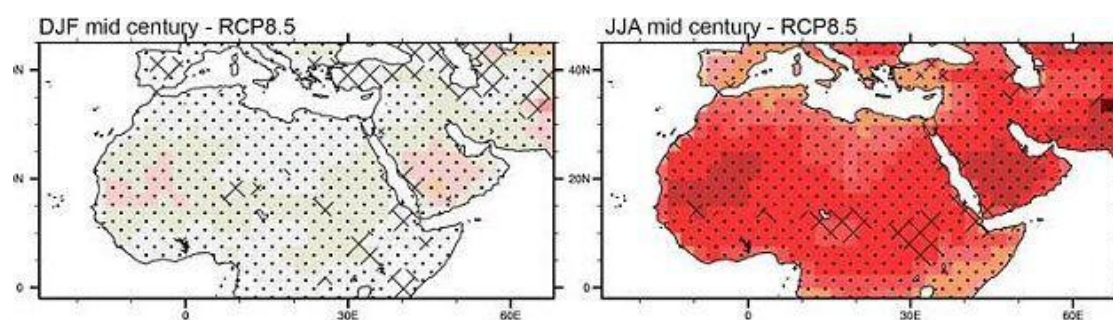 DJF mid century - RCP8.5
JJA mid century - RCP8.5
N
N
0
0
30E
60E
40N
20N
0
0
30E
60E